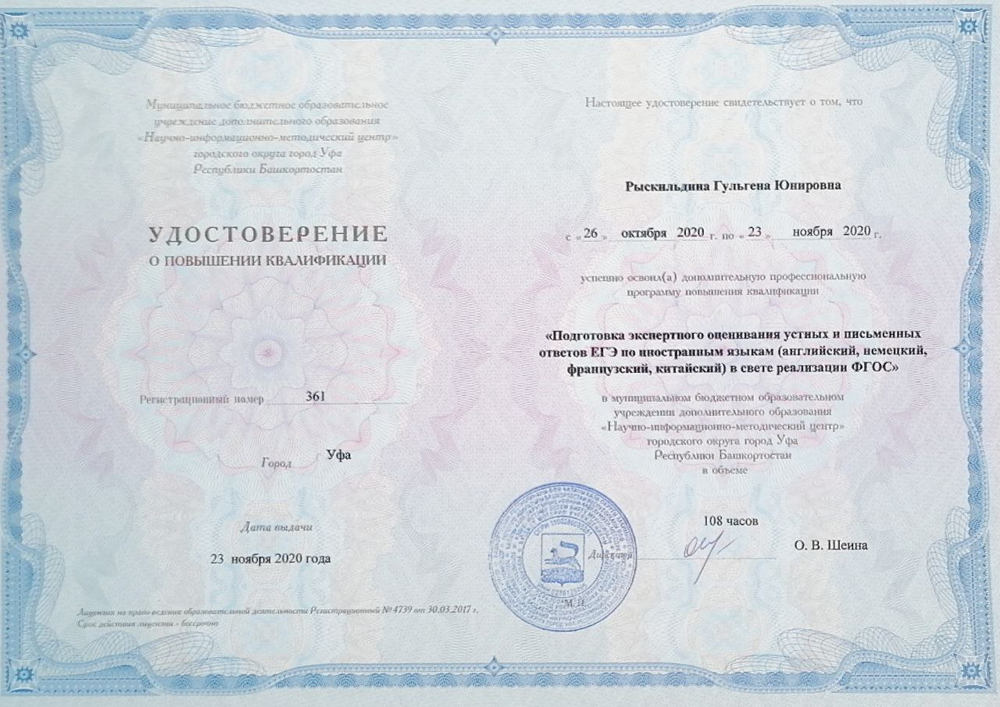 Муниципальное бюджетное образовательное
учреждение дополнительного образования
«Научно-информационно-методический центр»
городского округа город Уфа
Республики Башкортостан
УДОСТОВЕРЕНИЕ
О ПОВЫШЕНИИ КВАЛИФИКАЦИИ
Регистрационный номер 361
Город Уфа
Дата выдачи
23 ноября 2020 года
Лицензия на право ведения образовательной деятельности Регистрационный №4739 от 30.03.2017 г.
Срок действия лицензии - бессрочно
Настоящее удостоверение свидетельствует о том, что
Рыскильдина Гульгена Юнировна
с «26» октября 2020 г. по «23» ноября 2020 г.
успешно освоил(а) дополнительную профессиональную
программу повышения квалификации
«Подготовка экспертного оценивания устных и письменных
ответов ЕГЭ по иностранным языкам (английский, немецкий,
французский, китайский) в свете реализации ФГОС»
в муниципальном бюджетном образовательном
учреждении дополнительного образования
«Научно-информационно-методический центр»
городского округа город Уфа
Республики Башкортостан
в объеме
108 часов
Директор О. В. Шеина
М.П.